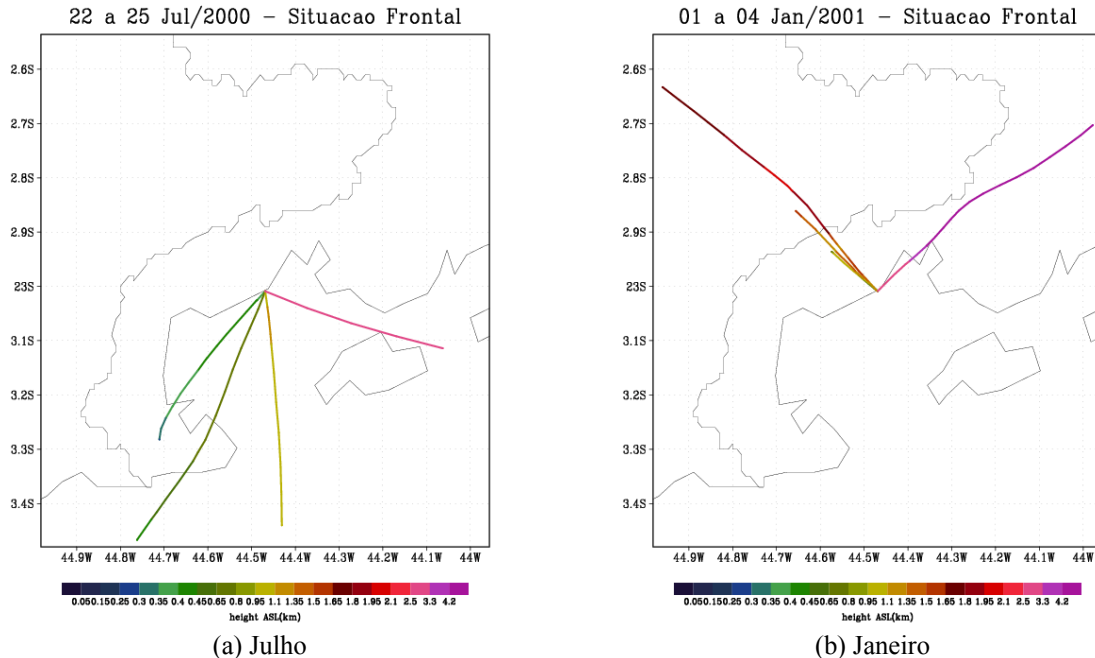 22 a 25 Jul/2000 – Situacao Frontal
2.6S
2.7S
2.8S
2.9S
23S
3.1S
3.2S
3.3S
3.4S
44.9W 44.8W 44.7W 44.6W 44.5W 44.4W 44.3W 44.2W 44.1W 44W
0.05 0.15 0.25 0.3 0.35 0.4 0.45 0.65 0.8 0.95 1.1 1.35 1.5 1.65 1.8 1.95 2.1 2.5 3.3 4.2
height ASL(km)
(a) Julho
01 a 04 Jan/2001 – Situacao Frontal
2.6S
2.7S
2.8S
2.9S
23S
3.1S
3.2S
3.3S
3.4S
44.9W 44.8W 44.7W 44.6W 44.5W 44.4W 44.3W 44.2W 44.1W 44W
0.05 0.15 0.25 0.3 0.35 0.4 0.45 0.65 0.8 0.95 1.1 1.35 1.5 1.65 1.8 1.95 2.1 2.5 3.3 4.2
height ASL(km)
(b) Janeiro